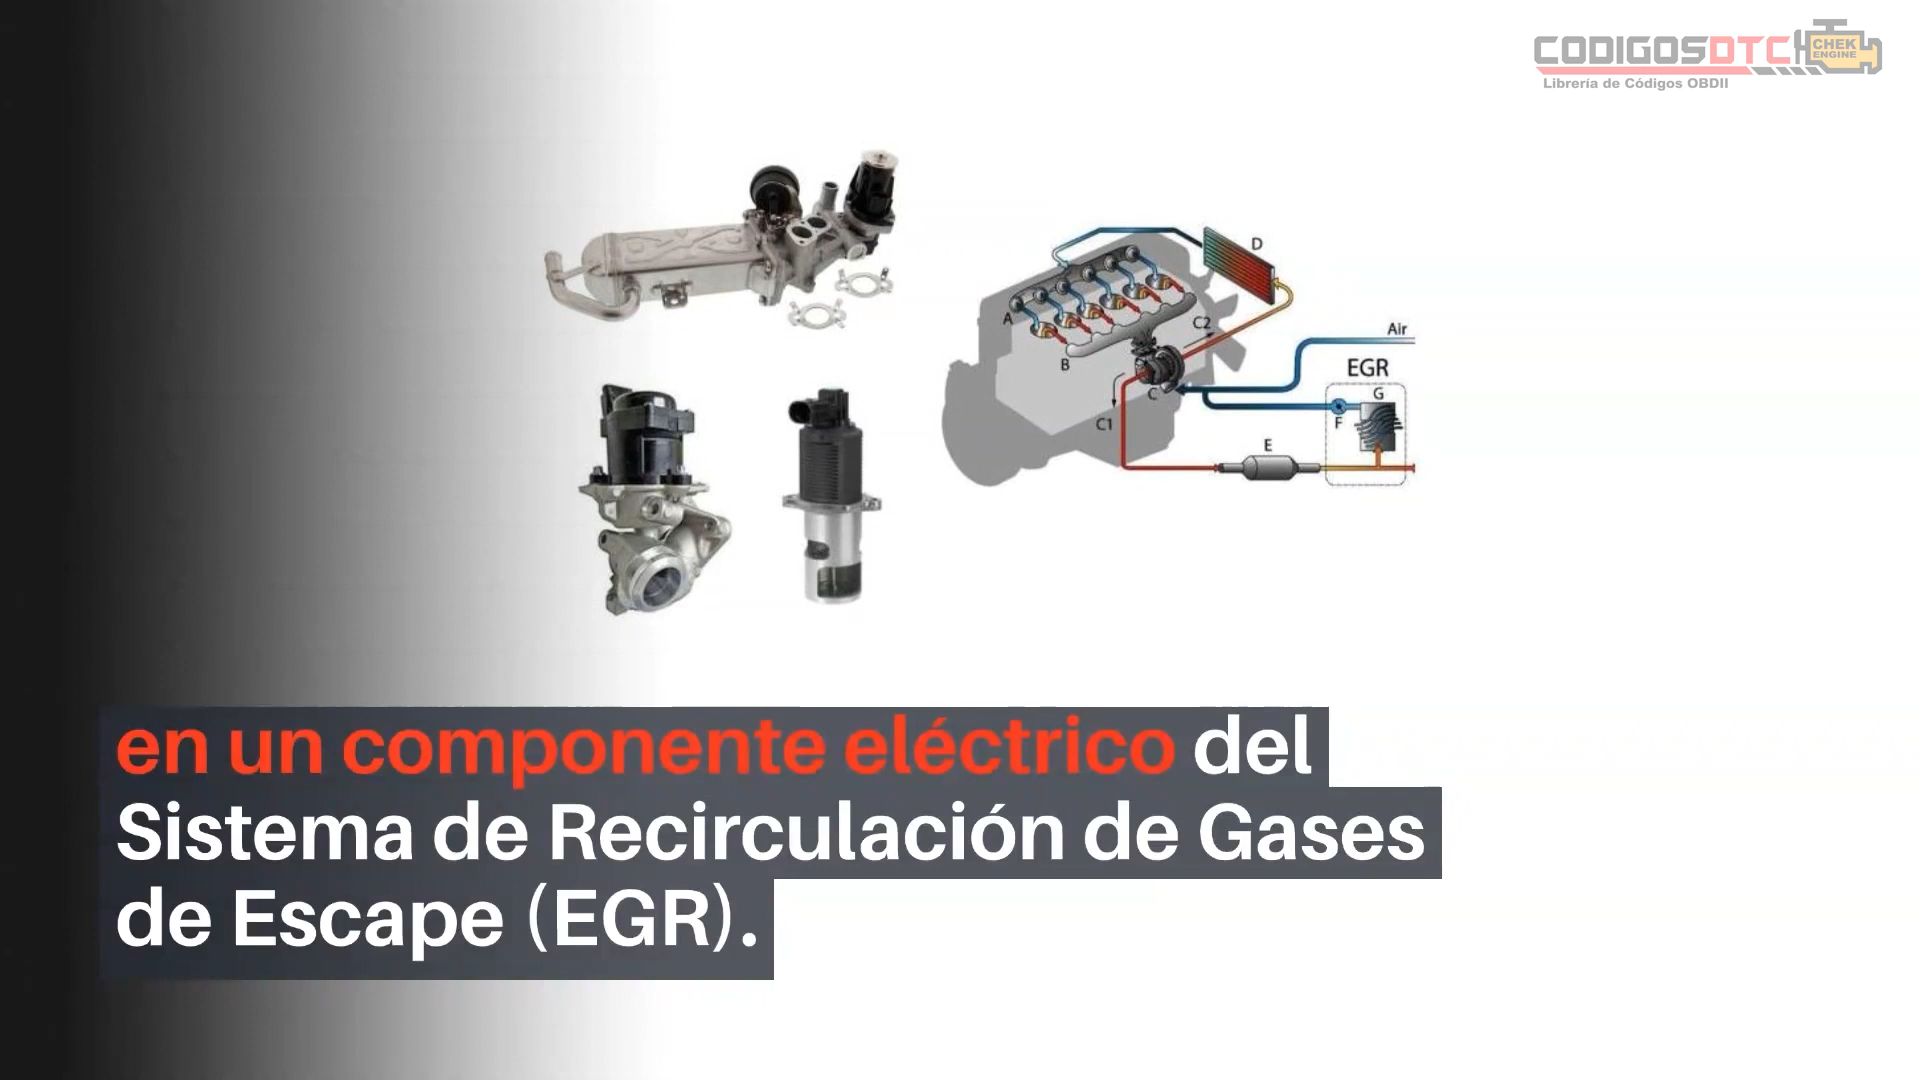 CODIGOSDTC
CHEK
ENGINE
Librería de Códigos OBDII
D
A
C2
Air
B
EGR
C
G
F
C1
E
en un componente eléctrico del
Sistema de Recirculación de Gases
de Escape (EGR).